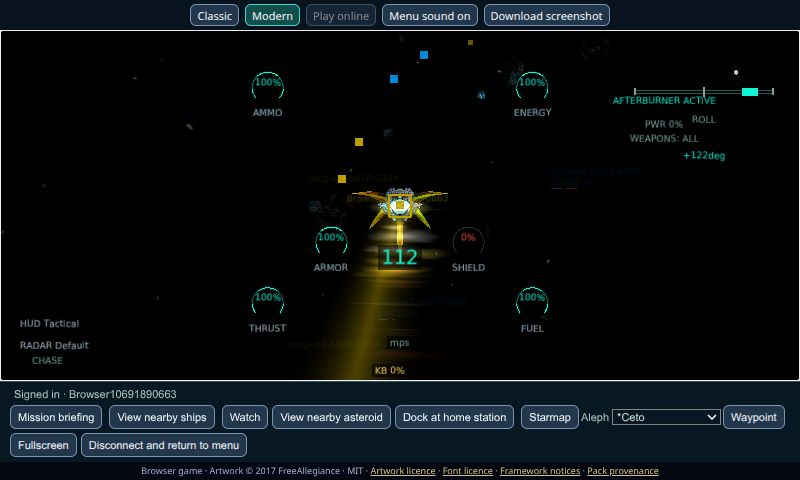 Classic Modern Play online Menu sound on Download screenshot
100% AMMO
100% ENERGY
AFTERBURNER ACTIVE
PWR 0% ROLL
WEAPONS: ALL
+122deg
100% ARMOR
112
0% SHIELD
100% THRUST
100% FUEL
HUD Tactical
RADAR Default
CHASE
mps
KB 0%
Signed in · Browser10691890663
Mission briefing View nearby ships Watch View nearby asteroid Dock at home station Starmap Aleph *Ceto Waypoint
Fullscreen Disconnect and return to menu
Browser game · Artwork © 2017 FreeAllegiance · MIT · Artwork licence · Font licence · Framework notices · Pack provenance